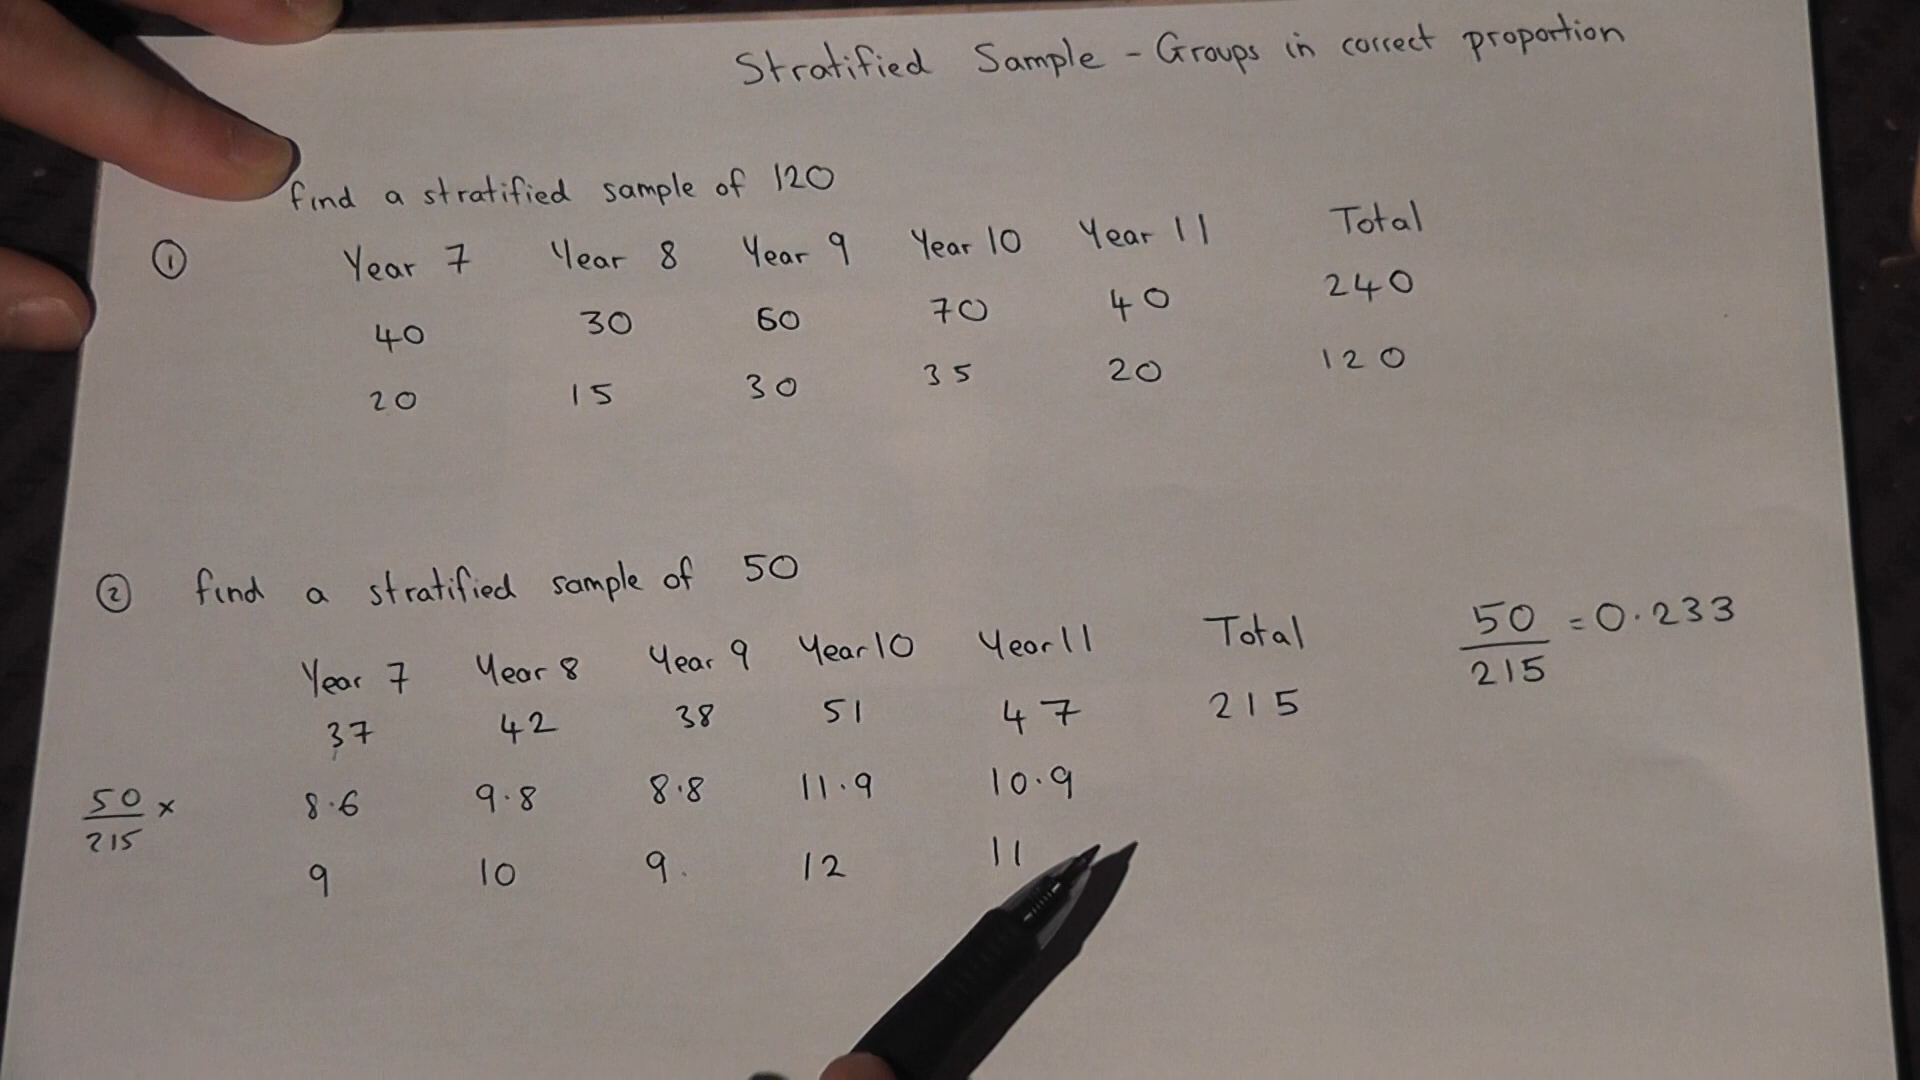 Stratified Sample - Groups in correct proportion
find a stratified sample of 120
① Year 7 Year 8 Year 9 Year 10 Year 11 Total
40 30 60 70 40 240
20 15 30 35 20 120
② find a stratified sample of 50
Year 7 Year 8 Year 9 Year 10 Year 11 Total
37 42 38 51 47 215
50/215 = 0.233
50/215 × 8.6 9.8 8.8 11.9 10.9
9 10 9. 12 11